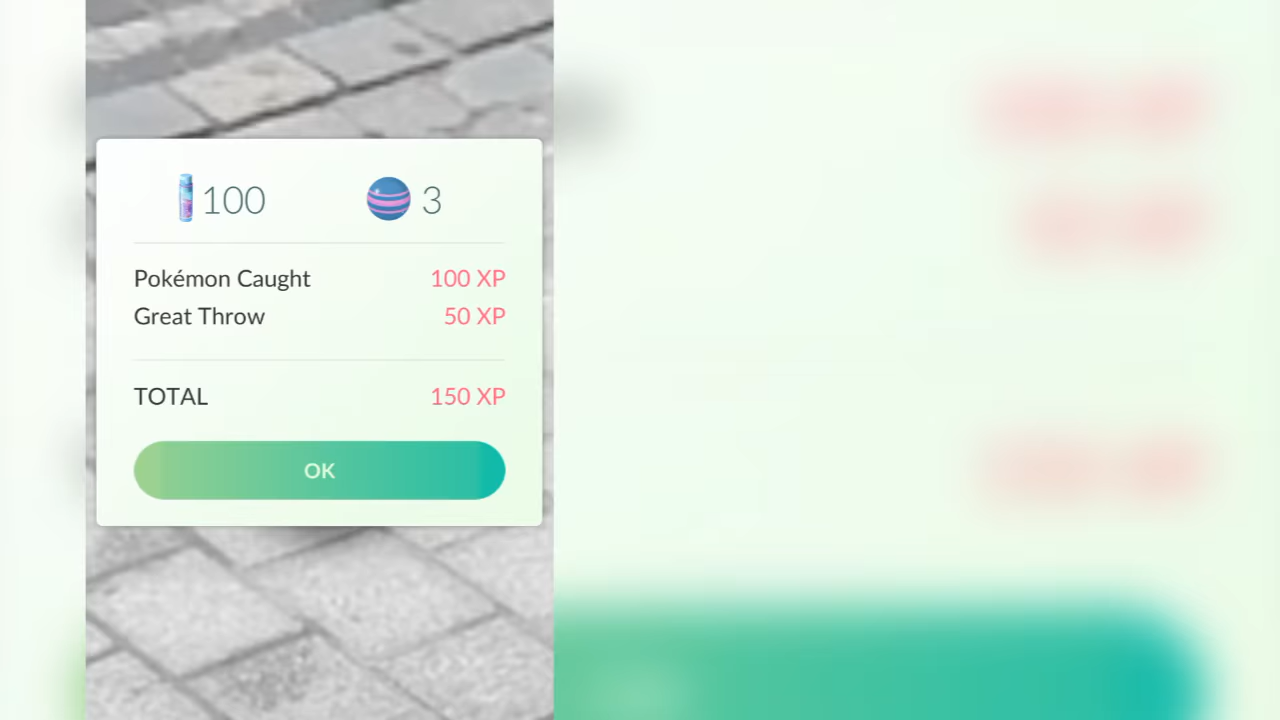 100 3
Pokémon Caught 100 XP
Great Throw 50 XP
TOTAL 150 XP
OK